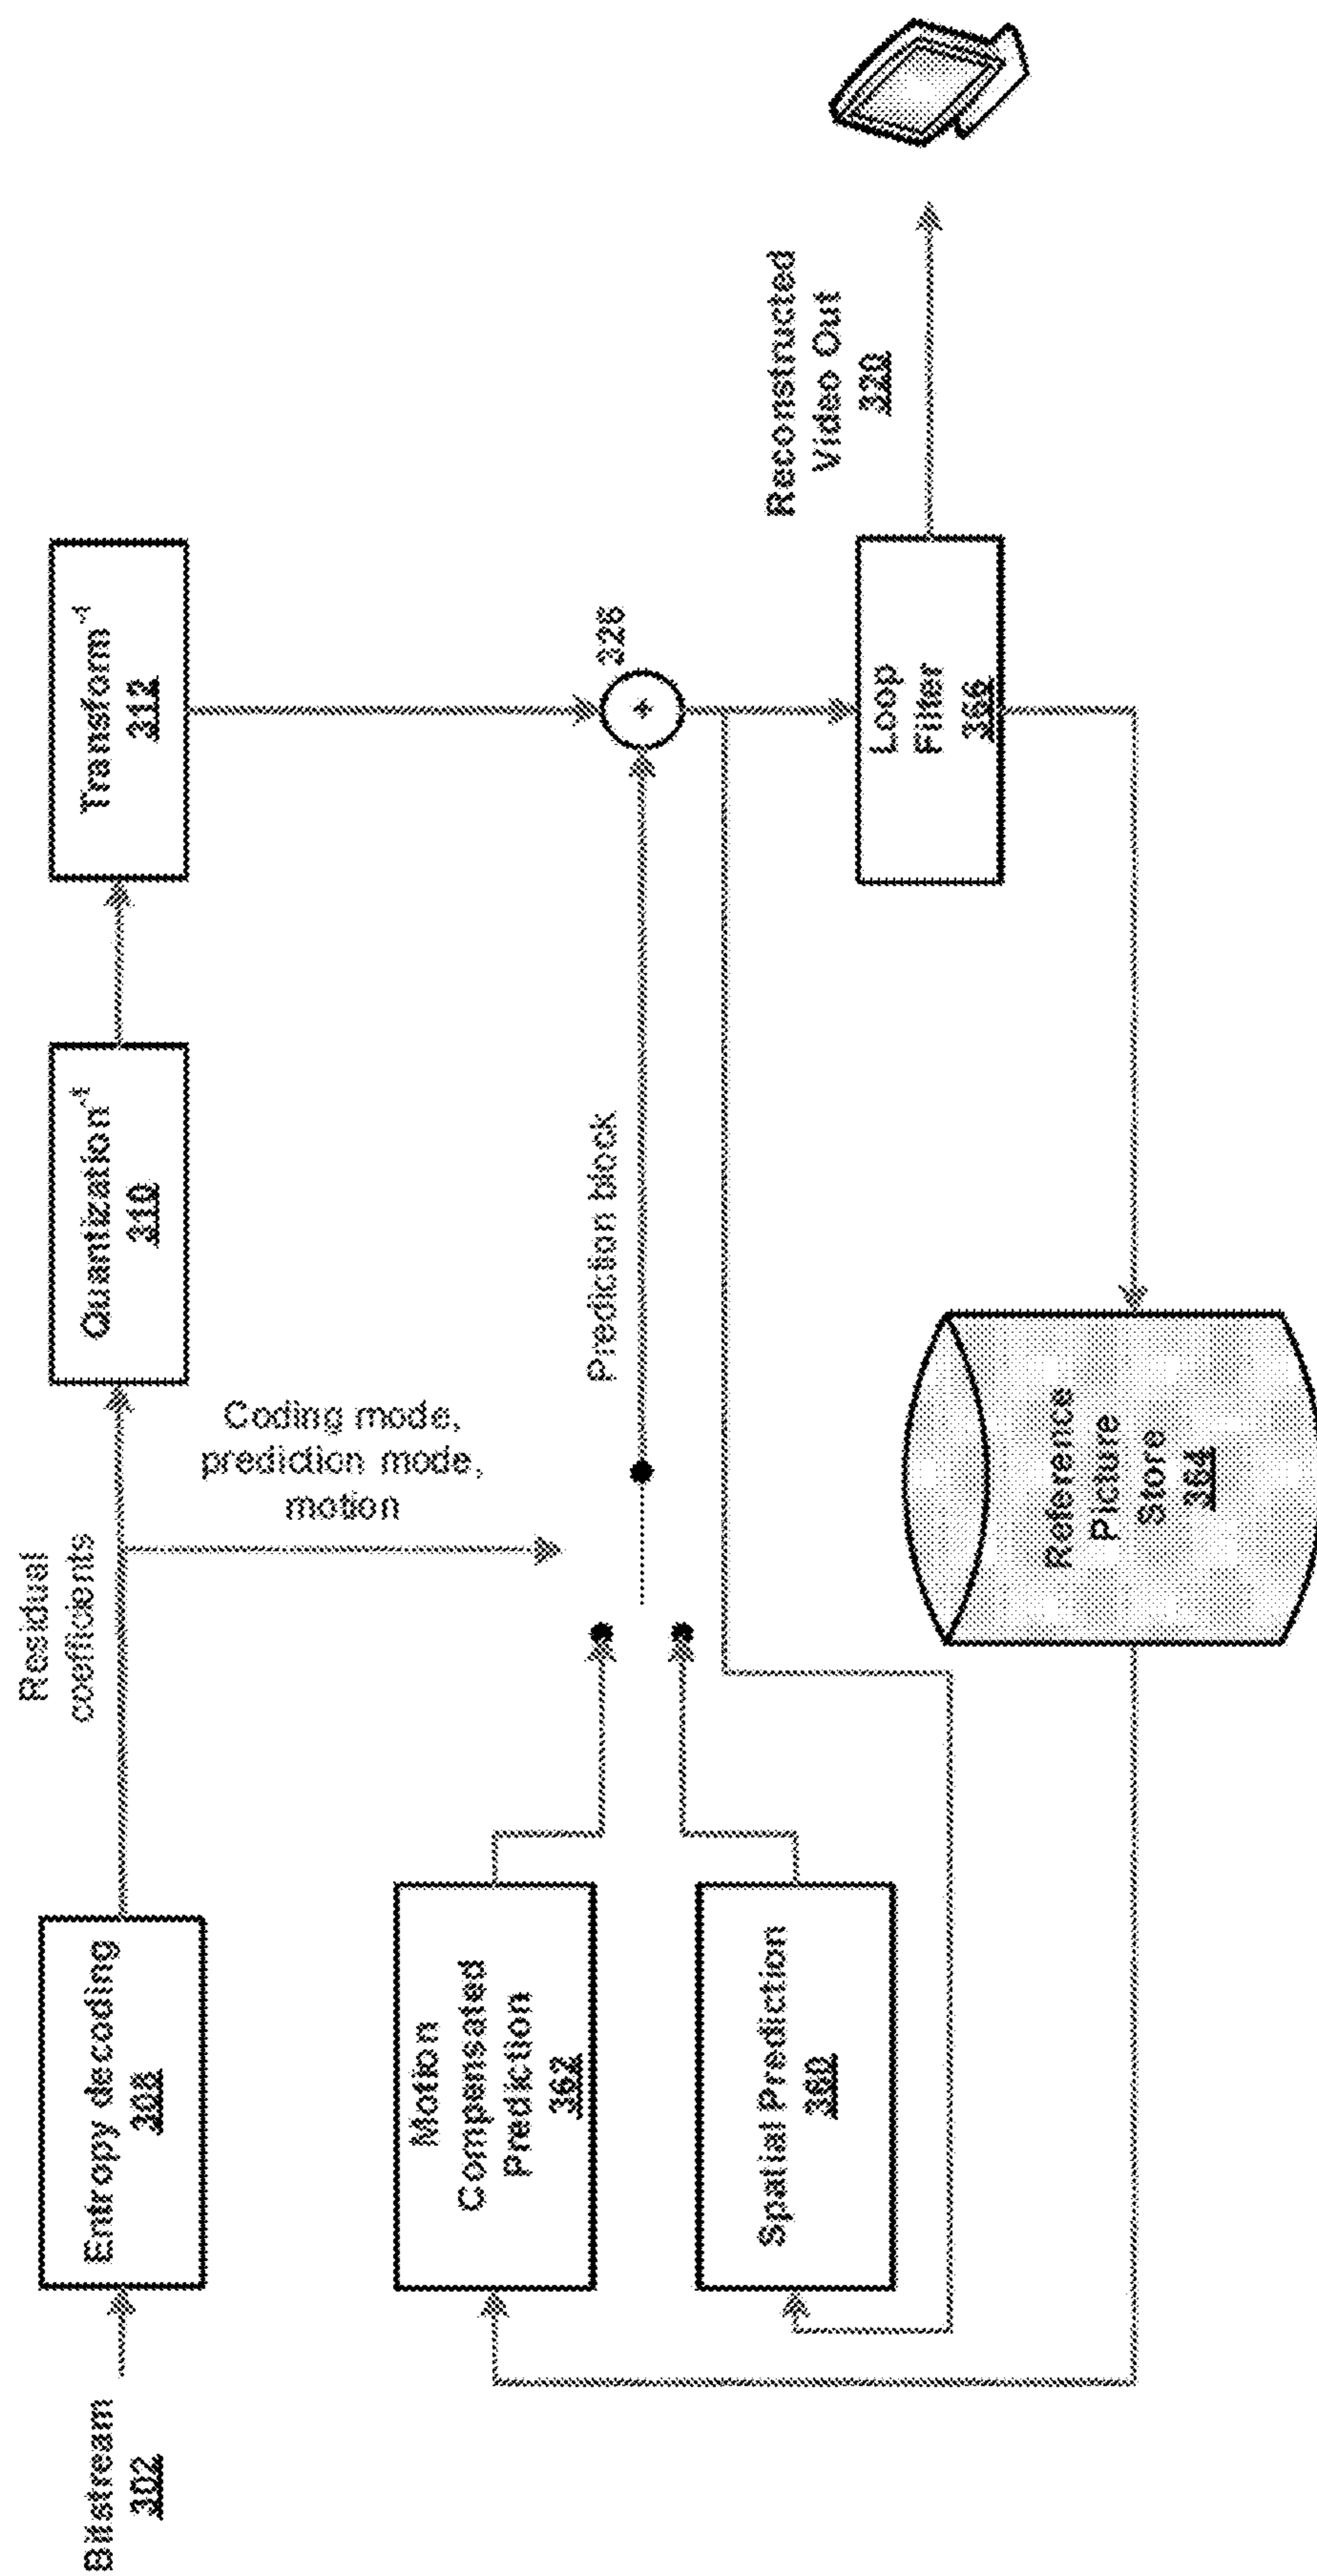 Bitstream
302
Entropy decoding
308
Residual
coefficients
Quantization-1
310
Transform-1
312
Coding mode,
prediction mode,
motion
Motion
Compensated
Prediction
362
Prediction block
326
+
Spatial Prediction
360
Loop
Filter
366
Reconstructed
Video Out
320
Reference
Picture
Store
364